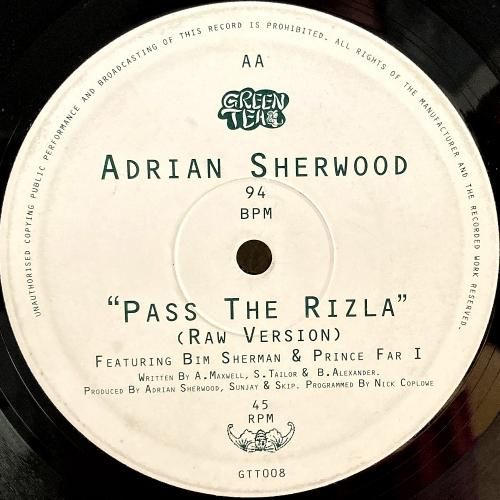 UNAUTHORISED COPYING PUBLIC PERFORMANCE AND BROADCASTING OF THIS RECORD IS PROHIBITED. ALL RIGHTS OF THE MANUFACTURER AND THE RECORDED WORK RESERVED.
AA
GREEN
TEA
ADRIAN SHERWOOD
94
BPM
“PASS THE RIZLA”
(RAW VERSION)
FEATURING BIM SHERMAN & PRINCE FAR I
WRITTEN BY A.MAXWELL, S.TAILOR & B.ALEXANDER.
PRODUCED BY ADRIAN SHERWOOD, SUNJAY & SKIP. PROGRAMMED BY NICK COPLOWE
45
RPM
GTT008